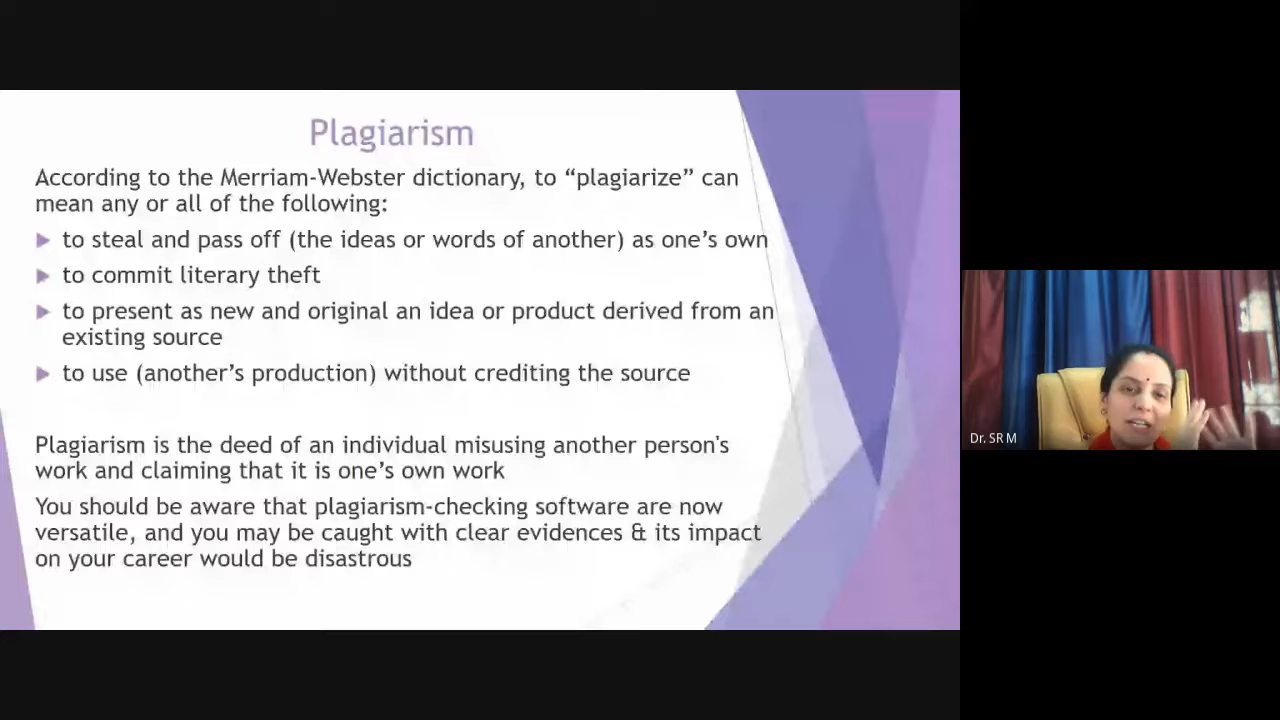 Plagiarism
According to the Merriam-Webster dictionary, to “plagiarize” can
mean any or all of the following:
to steal and pass off (the ideas or words of another) as one’s own
to commit literary theft
to present as new and original an idea or product derived from an
existing source
to use (another’s production) without crediting the source
Plagiarism is the deed of an individual misusing another person's
work and claiming that it is one’s own work
You should be aware that plagiarism-checking software are now
versatile, and you may be caught with clear evidences & its impact
on your career would be disastrous
Dr. SR M